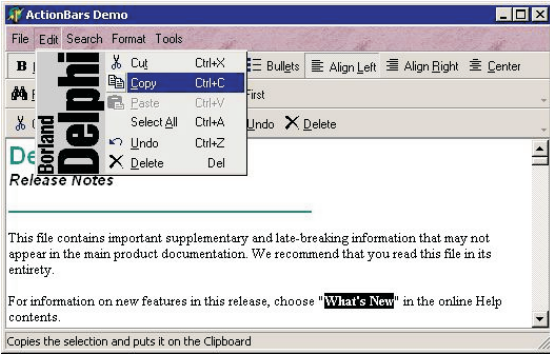 ActionBars Demo
File Edit Search Format Tools
B Bullets Align Left Align Right Center
First
Undo Delete
Borland
Delphi
Cut Ctrl+X
Copy Ctrl+C
Paste Ctrl+V
Select All Ctrl+A
Undo Ctrl+Z
Delete Del
De
Release Notes
This file contains important supplementary and late-breaking information that may not
appear in the main product documentation. We recommend that you read this file in its
entirety.
For information on new features in this release, choose "What's New" in the online Help
contents.
Copies the selection and puts it on the Clipboard